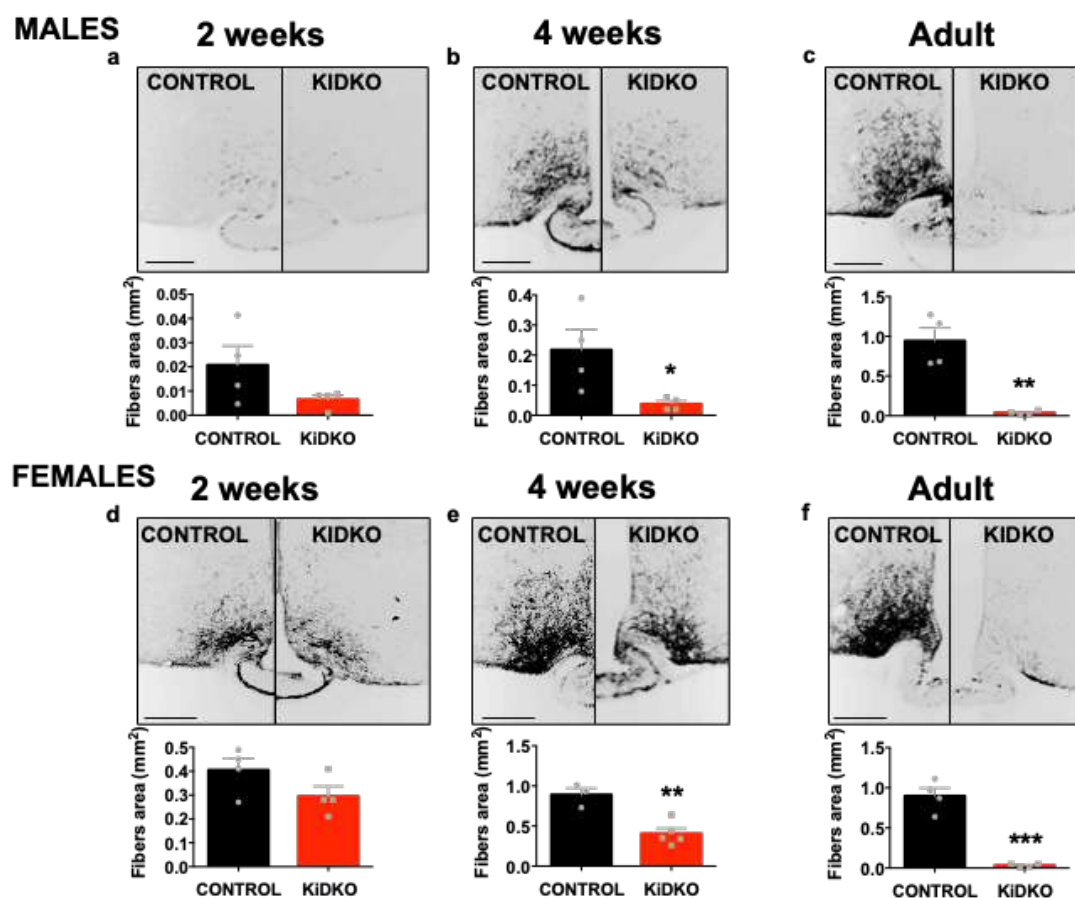 MALES
2 weeks
4 weeks
Adult
a
b
c
CONTROL KIDKO
CONTROL KIDKO
CONTROL KIDKO
Fibers area (mm²)
0.05
0.04
0.03
0.02
0.01
0.00
CONTROL KiDKO
Fibers area (mm²)
0.4
0.3
0.2
0.1
0.0
*
CONTROL KiDKO
Fibers area (mm²)
1.5
1.0
0.5
0.0
**
CONTROL KiDKO
FEMALES
2 weeks
4 weeks
Adult
d
e
f
CONTROL KIDKO
CONTROL KIDKO
CONTROL KIDKO
Fibers area (mm²)
0.5
0.4
0.3
0.2
0.1
0.0
CONTROL KiDKO
Fibers area (mm²)
1.5
1.0
0.5
0.0
**
CONTROL KiDKO
Fibers area (mm²)
1.5
1.0
0.5
0.0
***
CONTROL KiDKO